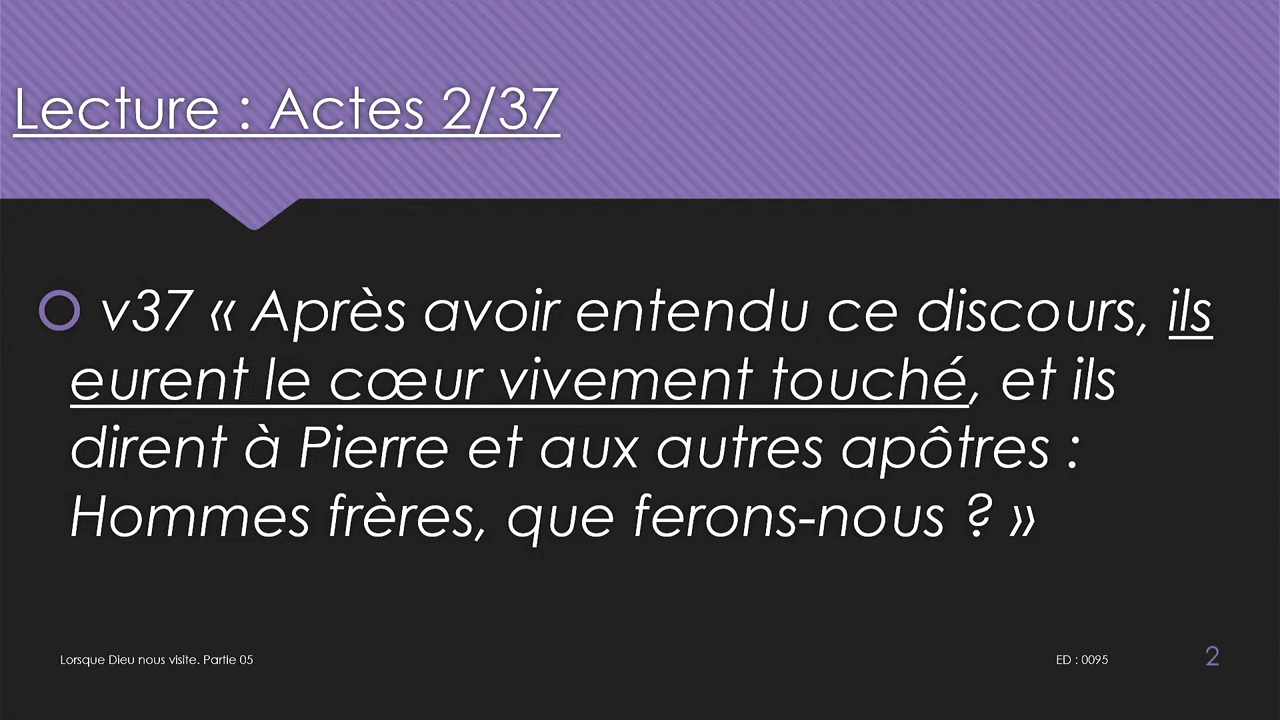 Lecture : Actes 2/37
v37 « Après avoir entendu ce discours, ils
eurent le cœur vivement touché, et ils
dirent à Pierre et aux autres apôtres :
Hommes frères, que ferons-nous ? »
Lorsque Dieu nous visite. Partie 05
ED : 0095
2